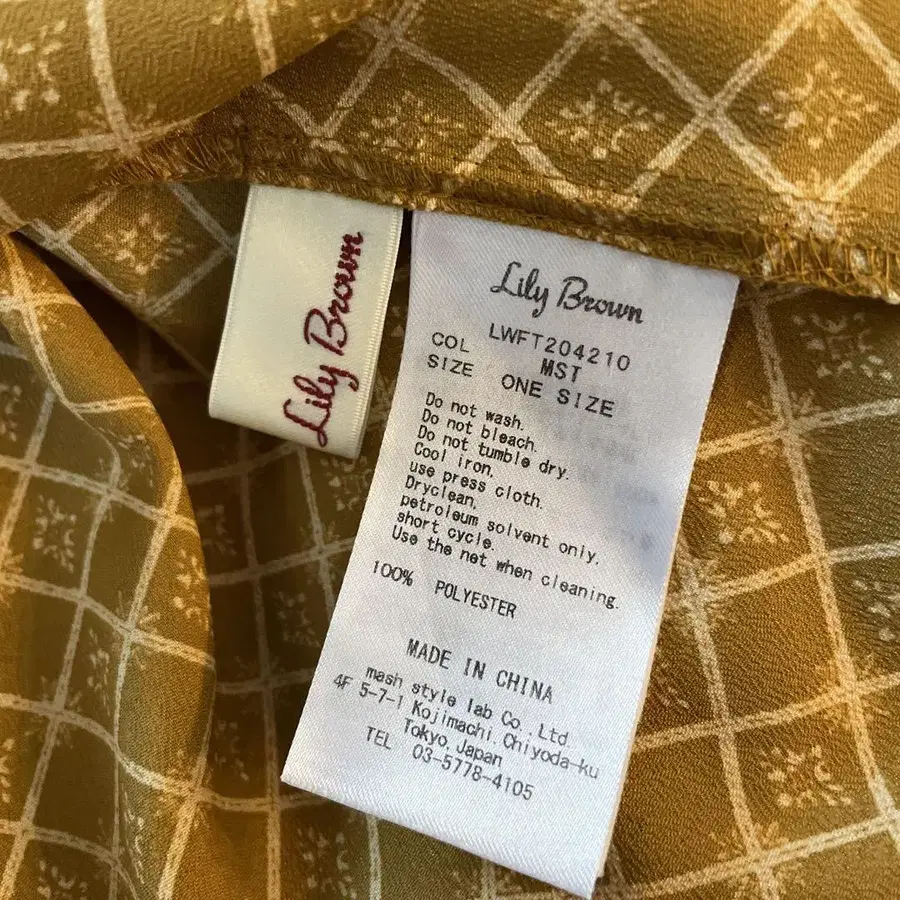 Lily Brown
Lily Brown
LWFT204210
COL MST
SIZE ONE SIZE
Do not wash.
Do not bleach.
Do not tumble dry.
Cool iron.
use press cloth.
Dryclean,
petroleum solvent only,
short cycle.
Use the net when cleaning.
100% POLYESTER
MADE IN CHINA
mash style lab Co.,Ltd.
4F 5-7-1 Kojimachi,Chiyoda-ku
Tokyo,Japan
TEL 03-5778-4105